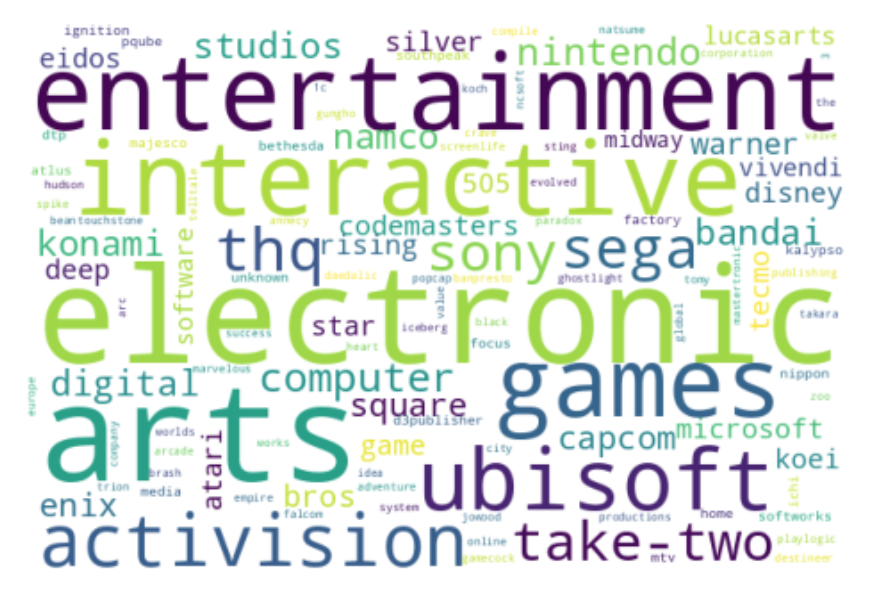 ignition
pqube
studios
silver
compile
natsume
lucasarts
eidos
southpeak
nintendo
corporation
entertainment
1c
koch
ncsoft
3
the
gungho
dtp
majesco
bethesda
namco
crave
screenlife
sting
midway
warner
valve
interactive
atlus
hudson
spike
telltale
505
evolved
vivendi
disney
beantouchstone
annecy
codemasters
paradox
factory
bandai
konami
software
thq
rising
sony
sega
kalypso
deep
unknown
daedalic
popcap
banpresto
ghostlight
tomy
mastertronic
tecmo
publishing
electronic
arc
success
star
iceberg
value
black
focus
global
takara
heart
europe
digital
marvelous
computer
games
nippon
arts
square
d3publisher
zoo
company
worlds
arcade
atari
works
game
city
capcom
microsoft
trion
brash
media
idea
adventure
ubisoft
koei
ichi
enix
empire
bros
system
falcom
jowood
productions
home
softworks
activision
online
gamecock
take-two
mtv
playlogic
destineer